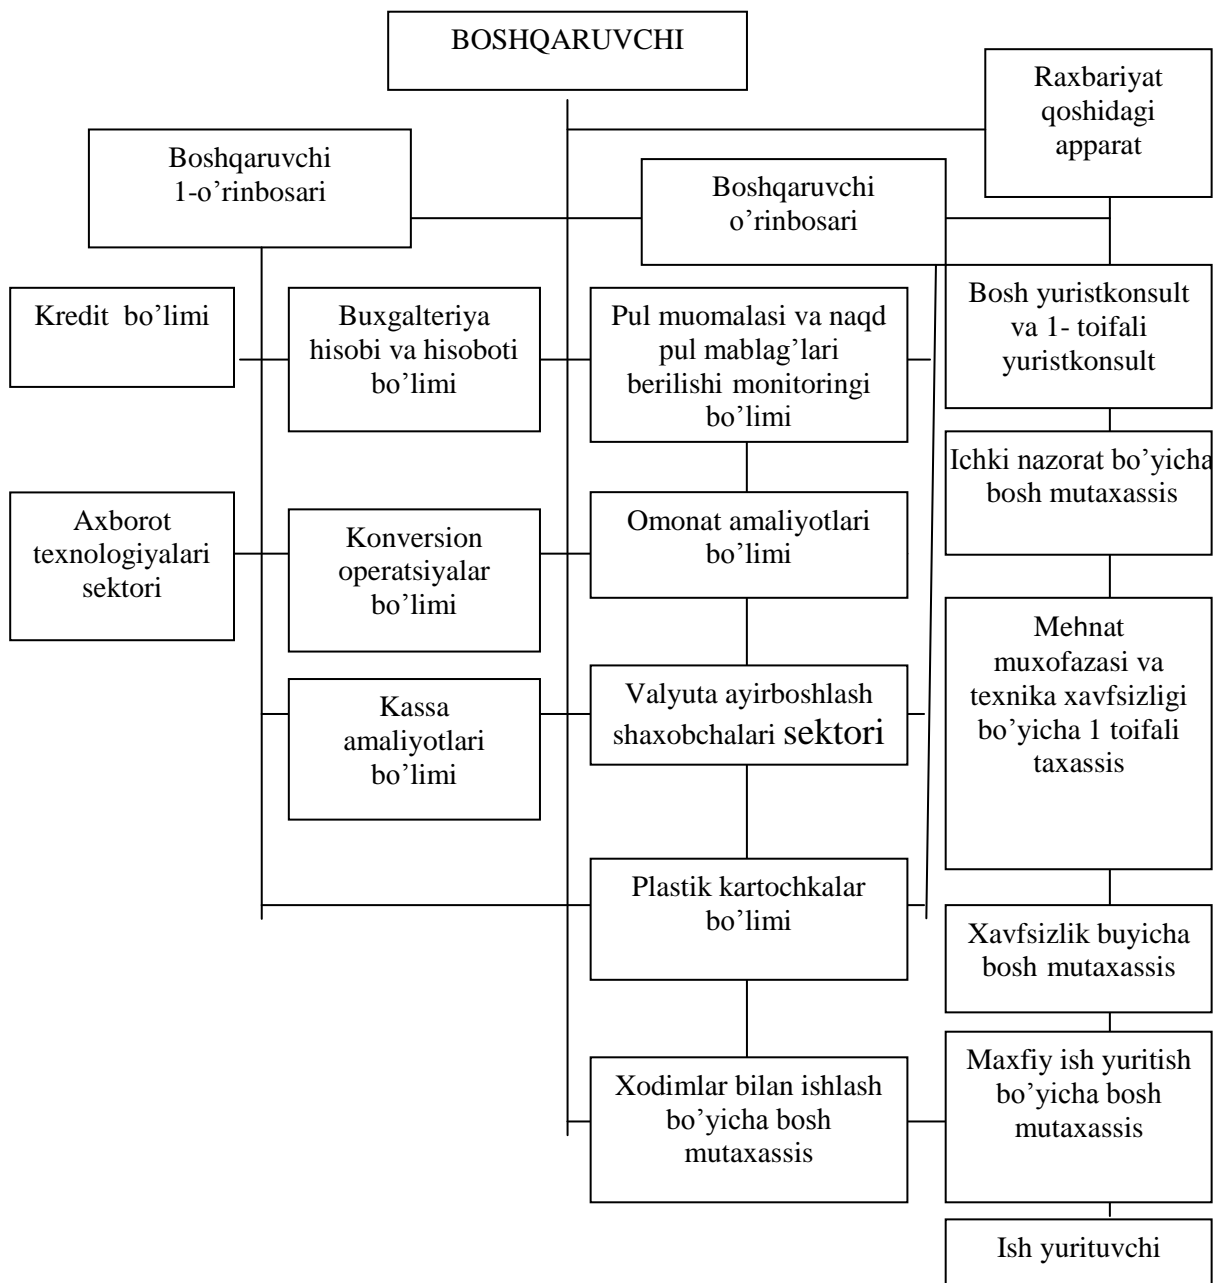 BOSHQARUVCHI
Raxbariyat
qoshidagi
apparat
Boshqaruvchi
1-o’rinbosari
Boshqaruvchi
o’rinbosari
Kredit bo’limi
Buxgalteriya
hisobi va hisoboti
bo’limi
Pul muomalasi va naqd
pul mablag’lari
berilishi monitoringi
bo’limi
Bosh yuristkonsult
va 1- toifali
yuristkonsult
Ichki nazorat bo’yicha
bosh mutaxassis
Axborot
texnologiyalari
sektori
Konversion
operatsiyalar
bo’limi
Omonat amaliyotlari
bo’limi
Mehnat
muxofazasi va
texnika xavfsizligi
bo’yicha 1 toifali
taxassis
Kassa
amaliyotlari
bo’limi
Valyuta ayirboshlash
shaxobchalari sektori
Plastik kartochkalar
bo’limi
Xavfsizlik buyicha
bosh mutaxassis
Xodimlar bilan ishlash
bo’yicha bosh
mutaxassis
Maxfiy ish yuritish
bo’yicha bosh
mutaxassis
Ish yurituvchi